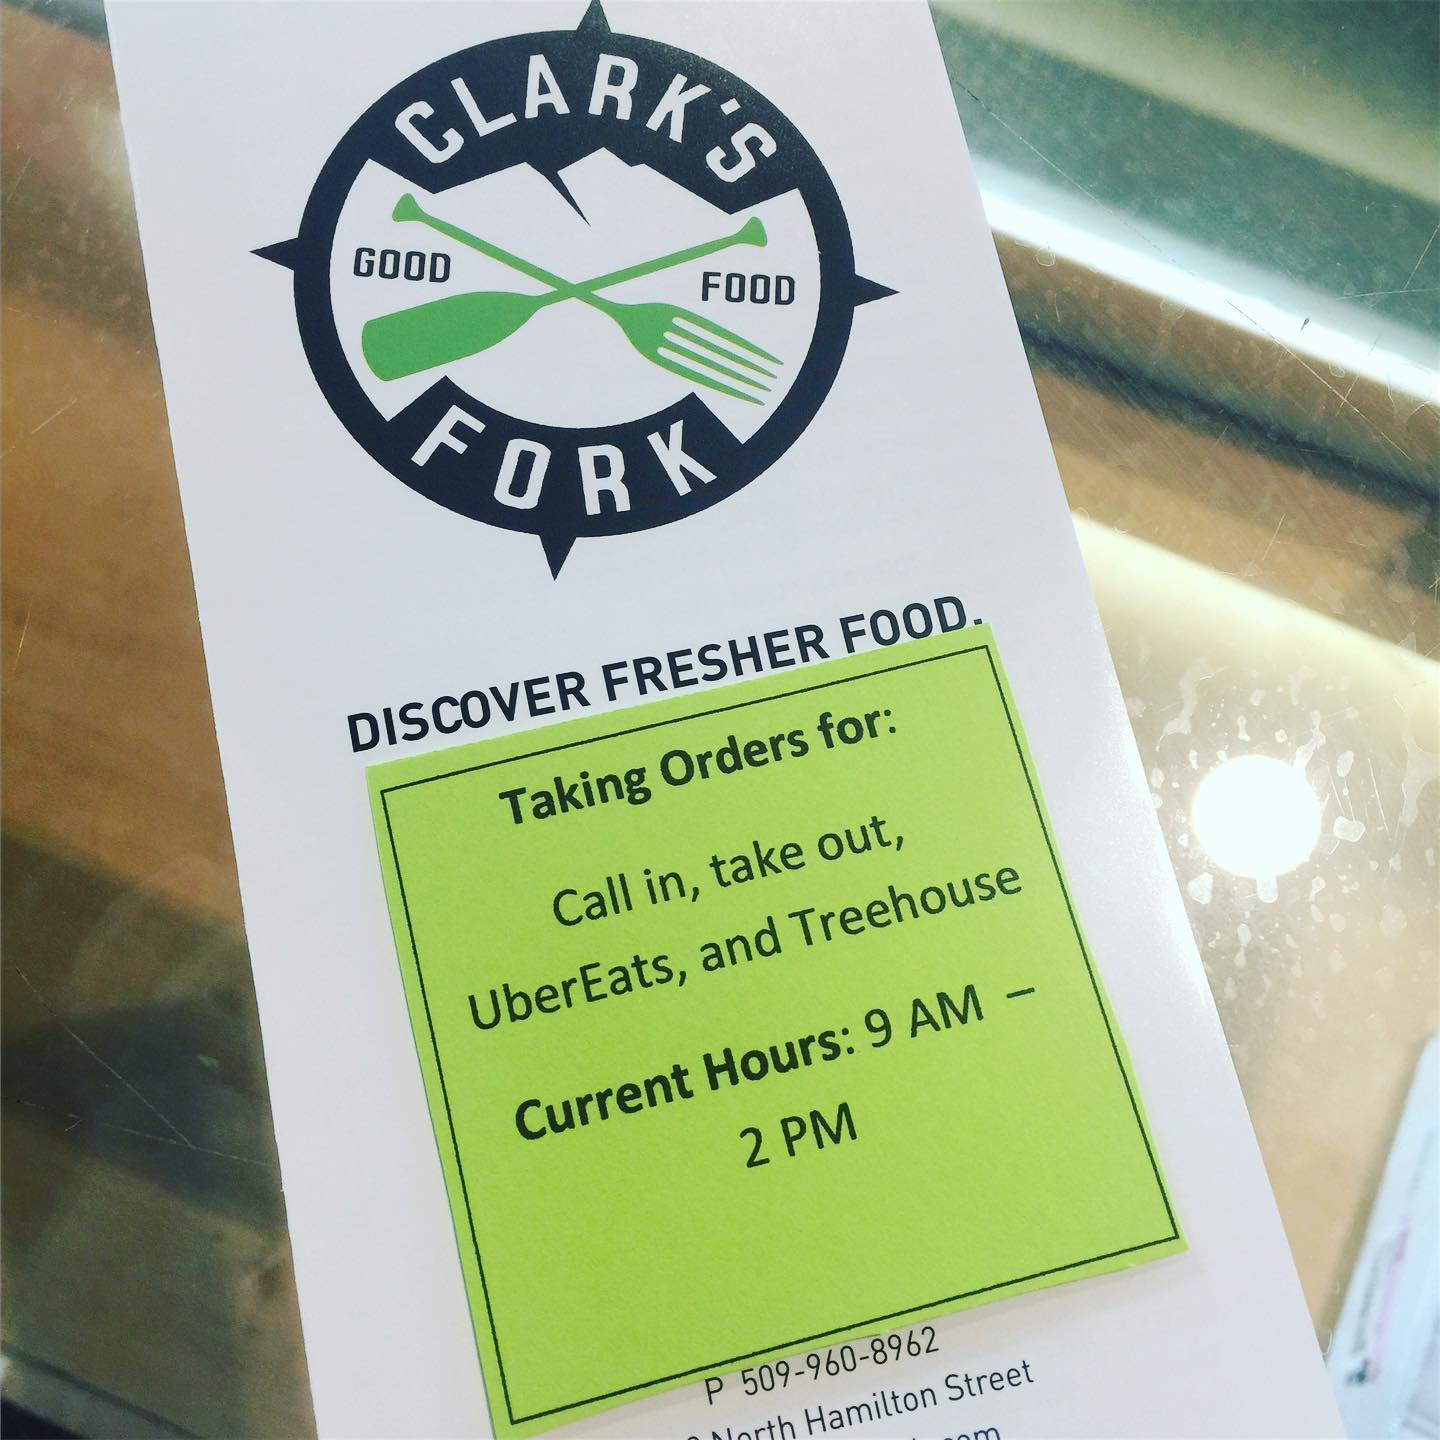 CLARK'S
GOOD FOOD
FORK
DISCOVER FRESHER FOOD.
Taking Orders for:
Call in, take out,
UberEats, and Treehouse
Current Hours: 9 AM –
2 PM
P 509-960-8962
North Hamilton Street